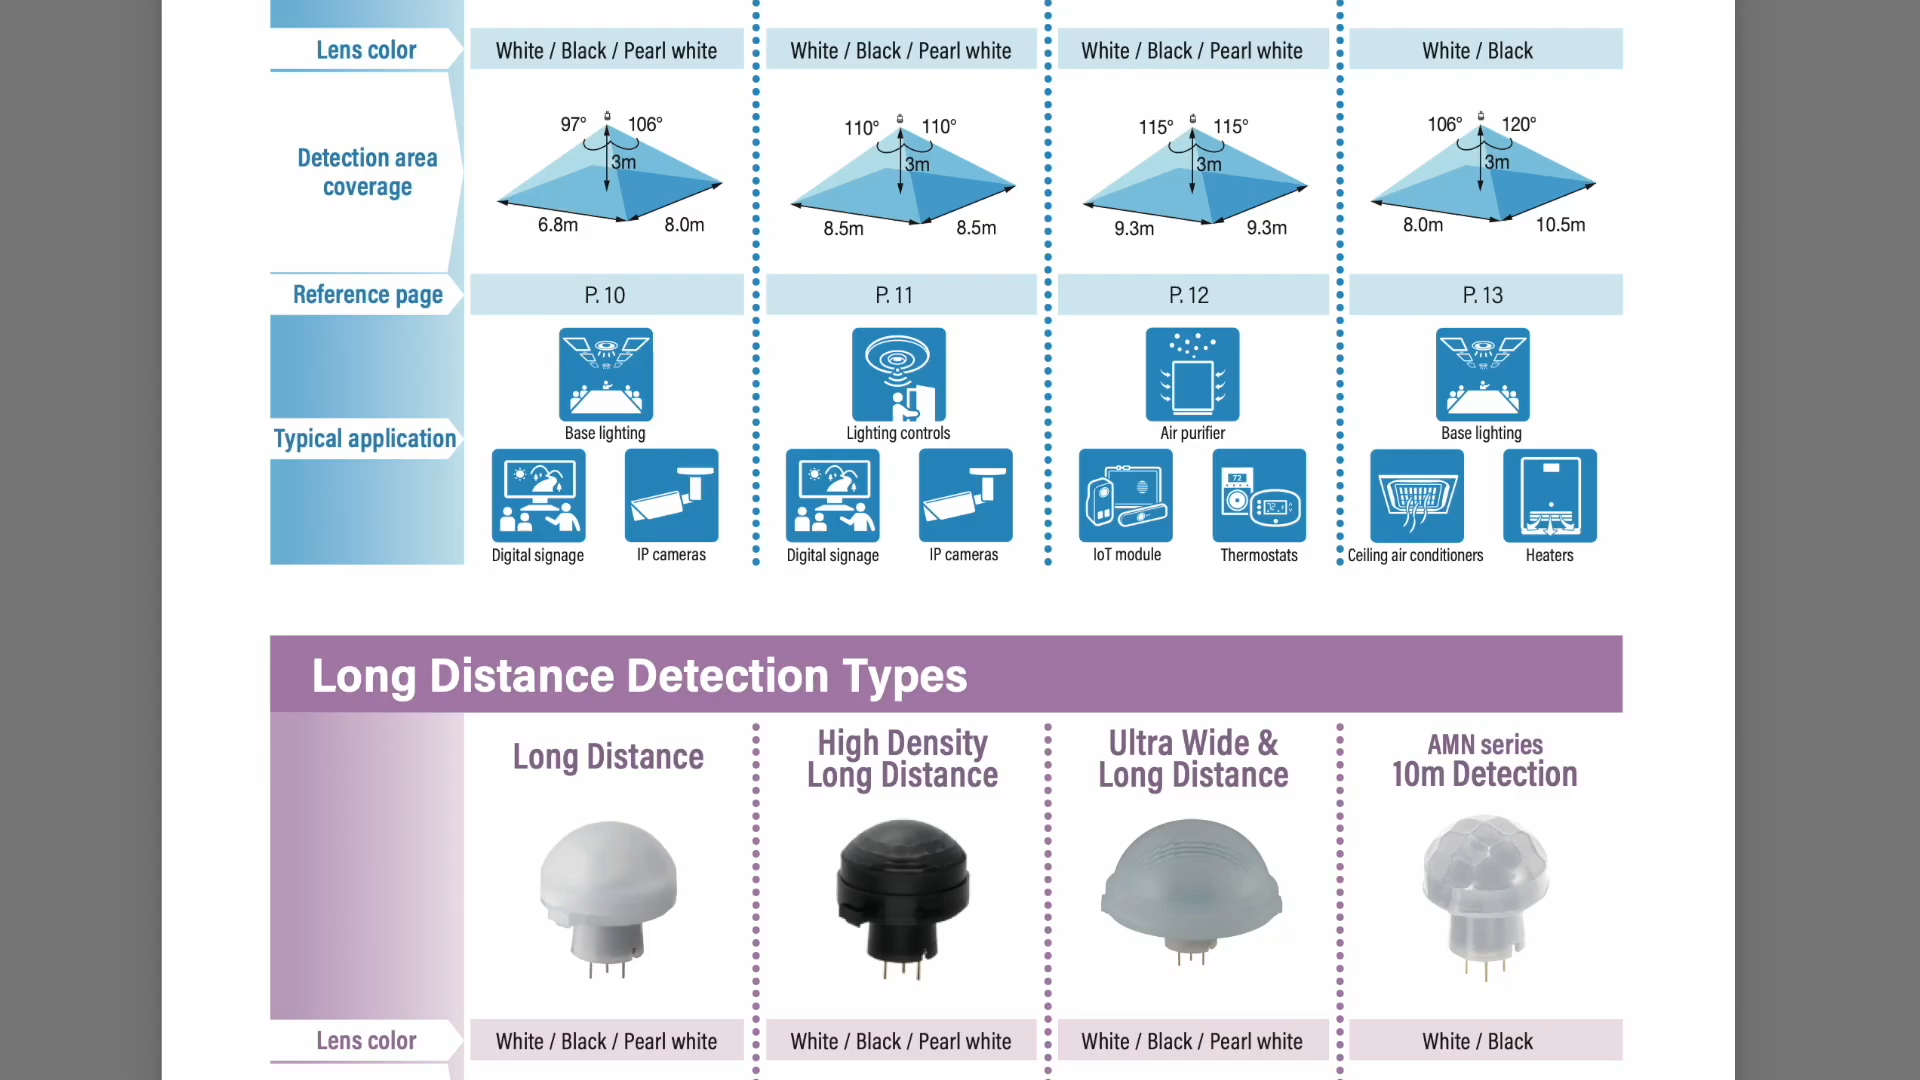 Lens color
White / Black / Pearl white
White / Black / Pearl white
White / Black / Pearl white
White / Black
Detection area
coverage
97° 106°
3m
6.8m 8.0m
110° 110°
3m
8.5m 8.5m
115° 115°
3m
9.3m 9.3m
106° 120°
3m
8.0m 10.5m
Reference page
P. 10
P. 11
P. 12
P. 13
Typical application
Base lighting
Digital signage
IP cameras
Lighting controls
Digital signage
IP cameras
Air purifier
IoT module
72
Thermostats
Base lighting
Ceiling air conditioners
Heaters
Long Distance Detection Types
Long Distance
High Density
Long Distance
Ultra Wide &
Long Distance
AMN series
10m Detection
Lens color
White / Black / Pearl white
White / Black / Pearl white
White / Black / Pearl white
White / Black